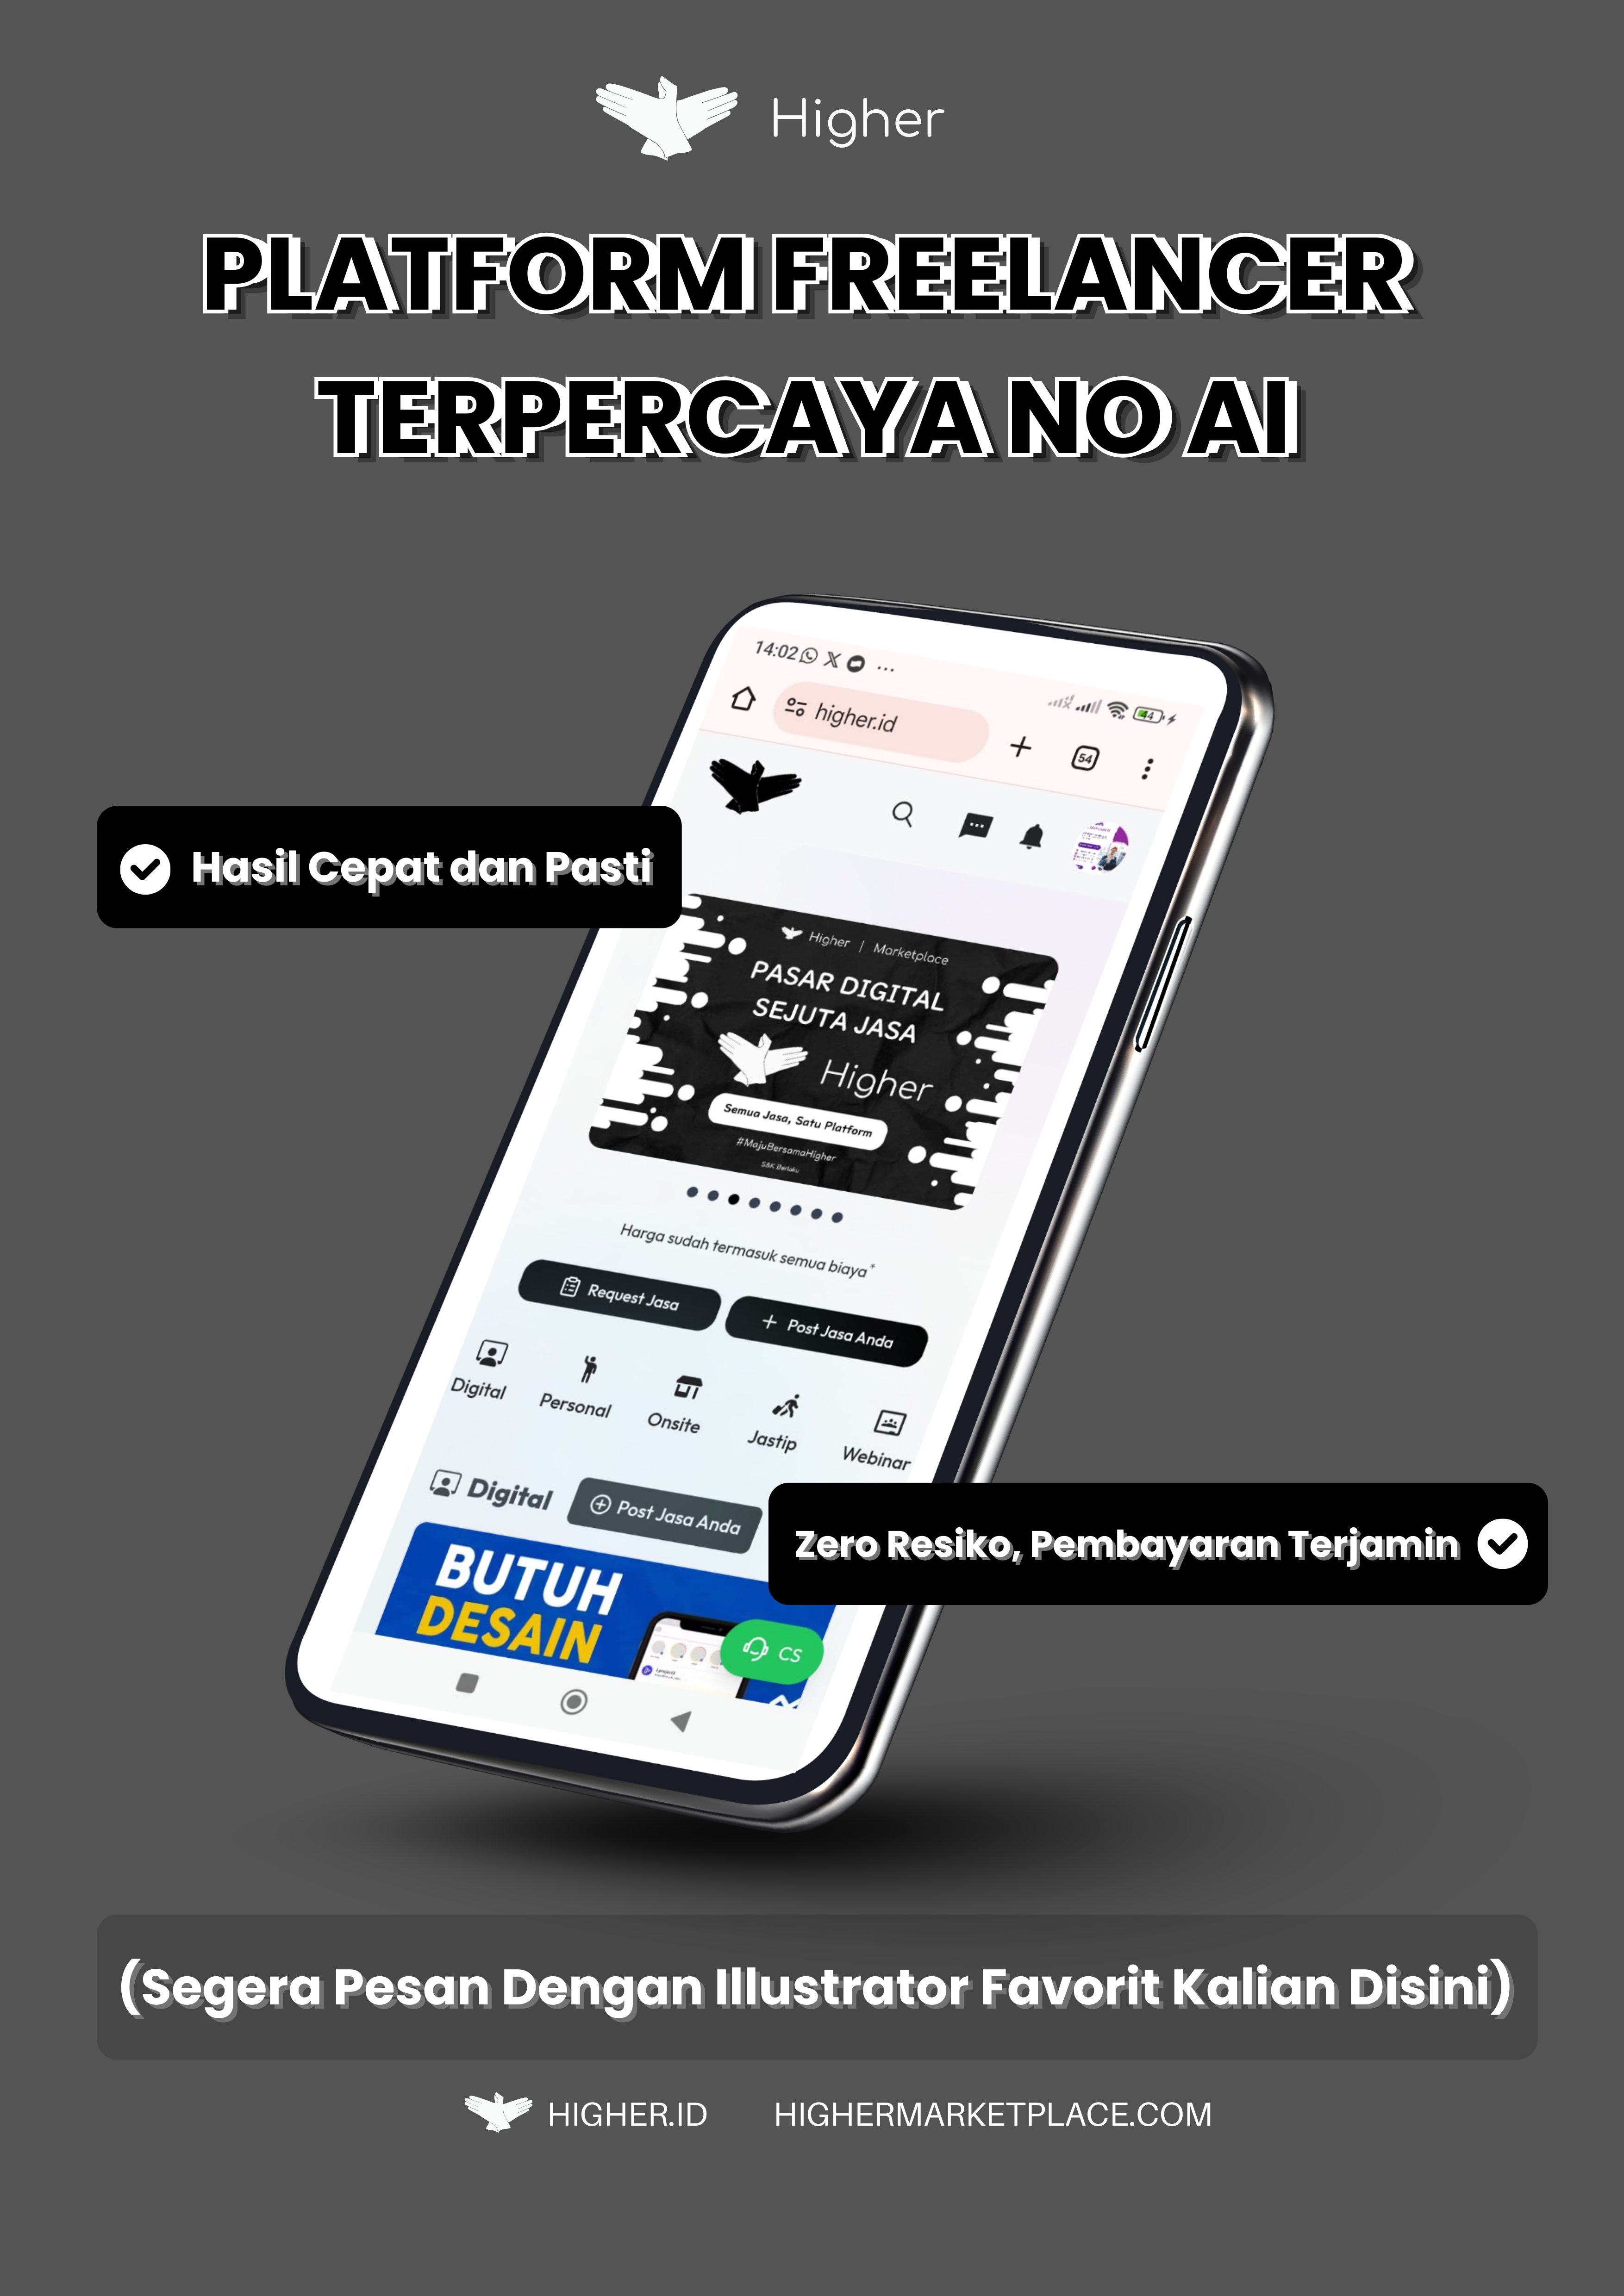 Higher
PLATFORM FREELANCER
TERPERCAYA NO AI
14:02
44
higher.id
54
Hasil Cepat dan Pasti
Higher | Marketplace
PASAR DIGITAL
SEJUTA JASA
Higher
Semua Jasa, Satu Platform
#MajuBersamaHigher
S&K Berlaku
Harga sudah termasuk semua biaya*
Request Jasa
+ Post Jasa Anda
Digital
Personal
Onsite
Jastip
Webinar
Digital
Post Jasa Anda
Zero Resiko, Pembayaran Terjamin
BUTUH
DESAIN
CS
(Segera Pesan Dengan Illustrator Favorit Kalian Disini)
HIGHER.ID
HIGHERMARKETPLACE.COM